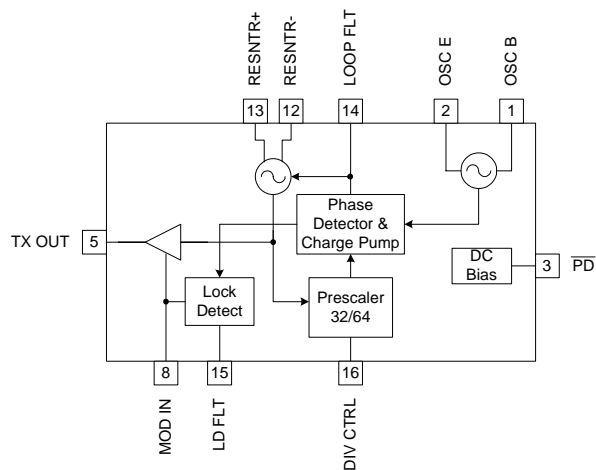 RESNTR+
RESNTR-
LOOP FLT
OSC E
OSC B
13
12
14
2
1
Phase
Detector &
Charge Pump
TX OUT
5
DC
Bias
3
PD
Lock
Detect
Prescaler
32/64
8
15
16
MOD IN
LD FLT
DIV CTRL